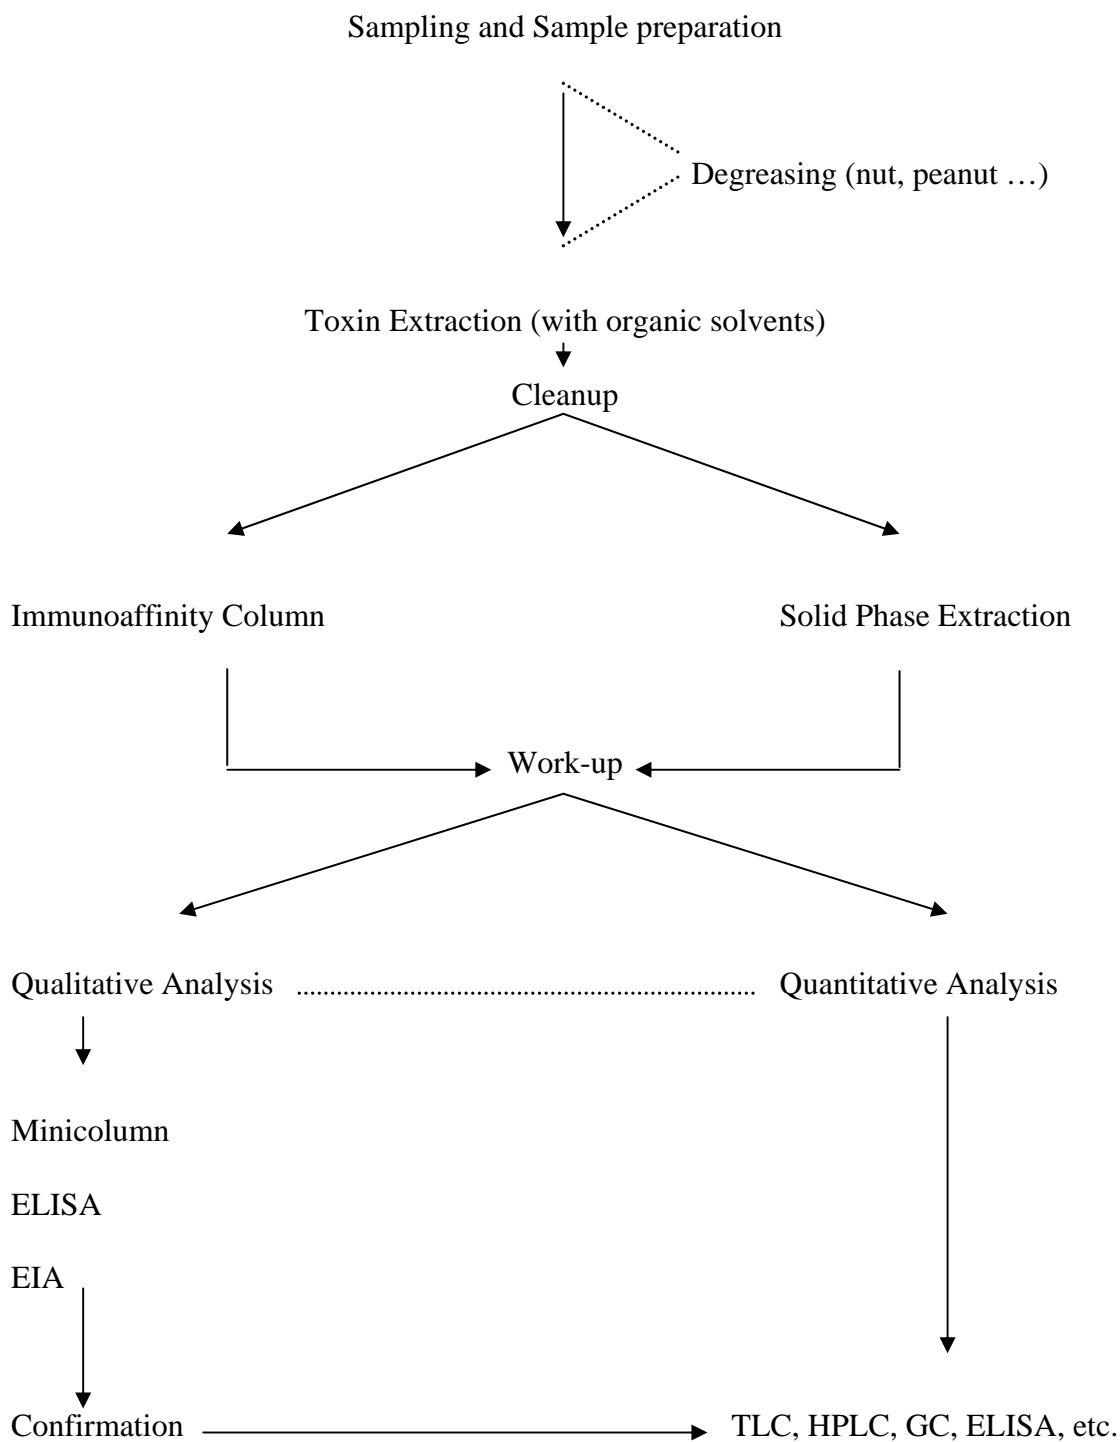 Sampling and Sample preparation
Degreasing (nut, peanut …)
Toxin Extraction (with organic solvents)
Cleanup
Immunoaffinity Column
Solid Phase Extraction
Work-up
Qualitative Analysis
Quantitative Analysis
Minicolumn
ELISA
EIA
Confirmation
TLC, HPLC, GC, ELISA, etc.